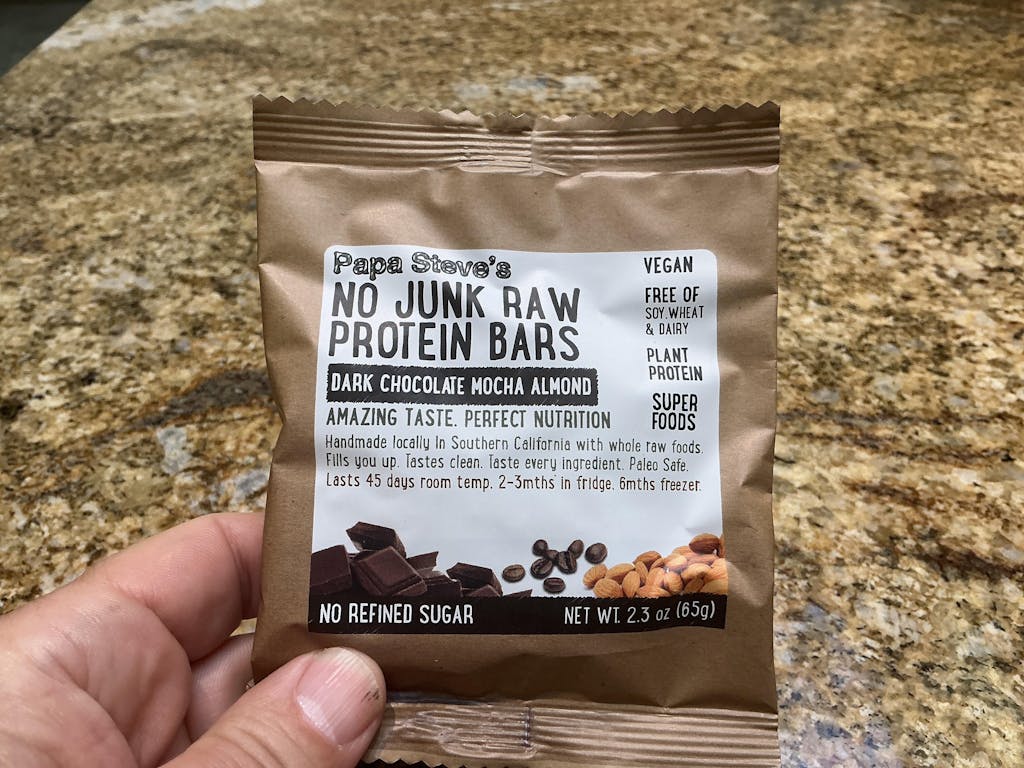 Papa Steve's
NO JUNK RAW
PROTEIN BARS
DARK CHOCOLATE MOCHA ALMOND
AMAZING TASTE. PERFECT NUTRITION
Handmade locally In Southern California with whole raw foods.
Fills you up. Tastes clean. Taste every ingredient. Paleo Safe.
Lasts 45 days room temp. 2-3mths in fridge. 6mths freezer.
VEGAN
FREE OF
SOY, WHEAT
& DAIRY
PLANT
PROTEIN
SUPER
FOODS
NO REFINED SUGAR
NET WT. 2.3 oz (65g)